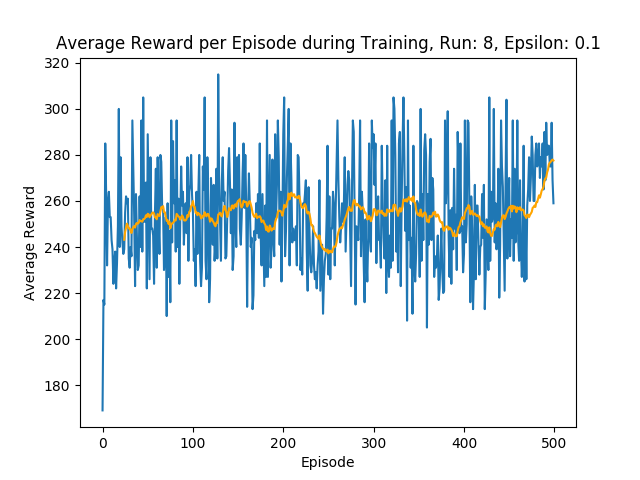 Average Reward per Episode during Training, Run: 8, Epsilon: 0.1
320
300
280
260
240
220
200
180
Average Reward
0 100 200 300 400 500
Episode